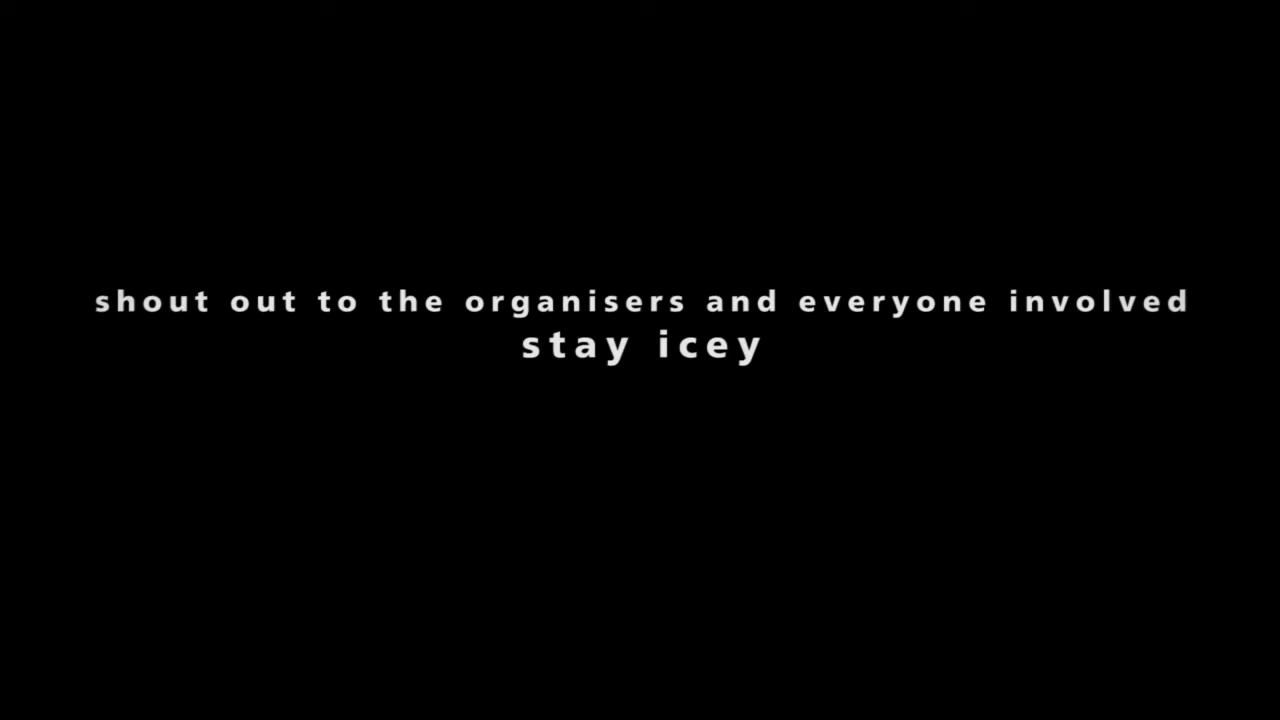 shout out to the organisers and everyone involved
stay icey